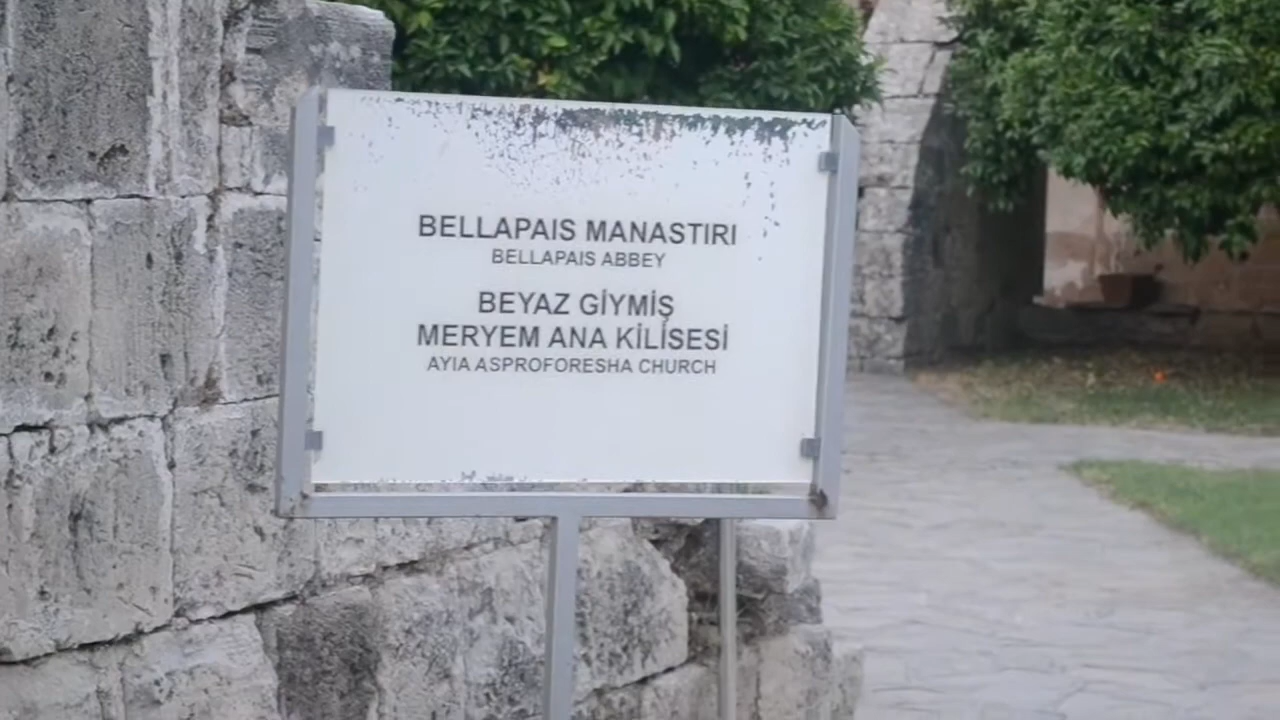 BELLAPAIS MANASTIRI
BELLAPAIS ABBEY
BEYAZ GİYMİŞ
MERYEM ANA KİLİSESİ
AYIA ASPROFORESHA CHURCH